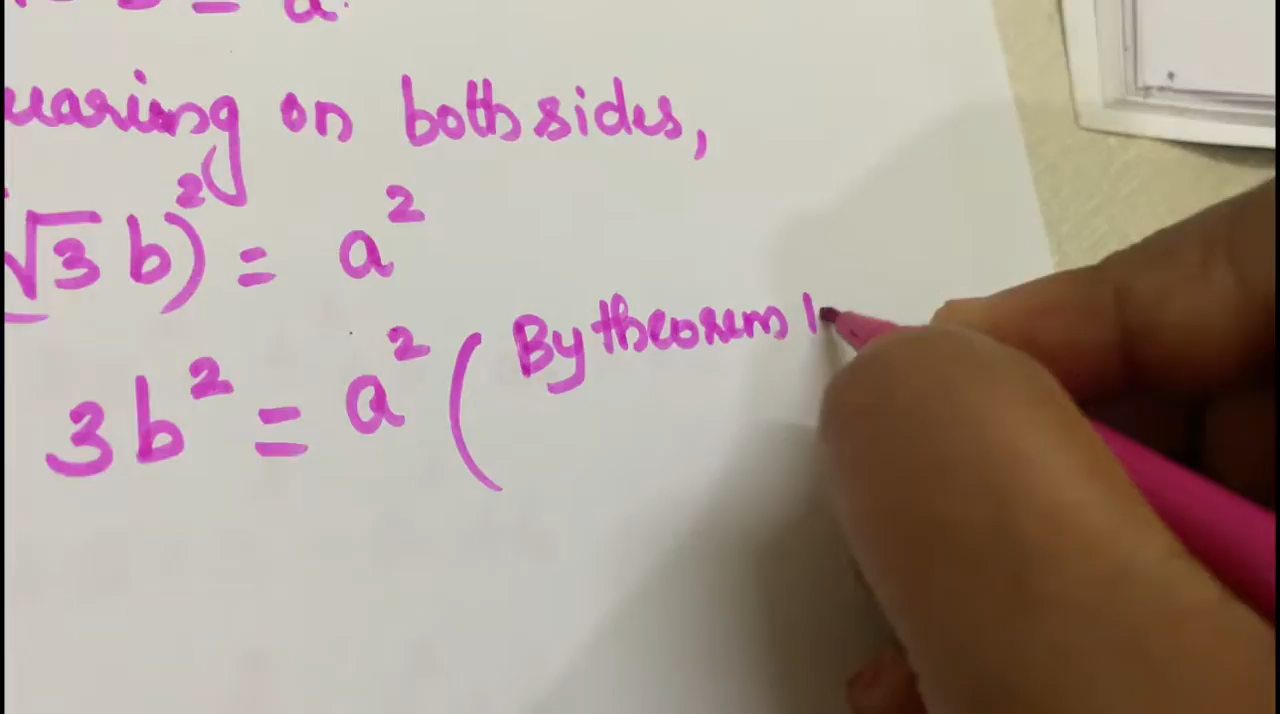 b = a.
uaring on both sides,
√3 b)² = a²
3b² = a² ( By theorem 1